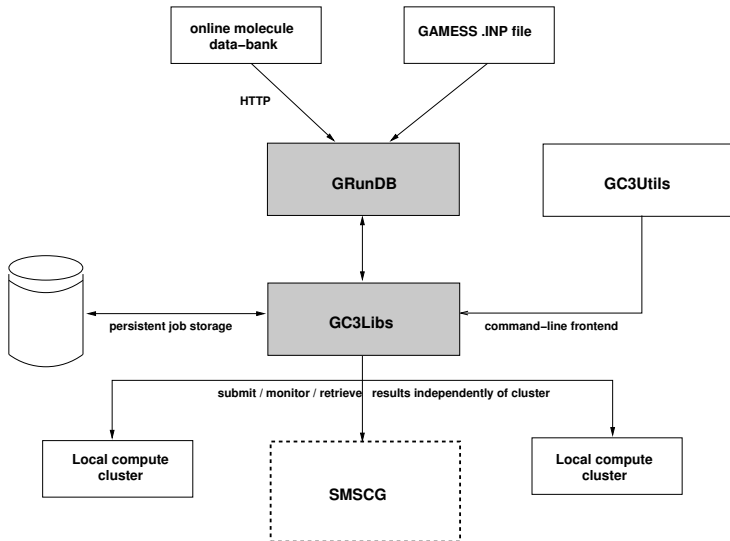 online molecule
data−bank
GAMESS .INP file
HTTP
GRunDB
GC3Utils
persistent job storage
GC3Libs
command−line frontend
submit / monitor / retrieve results independently of cluster
Local compute
cluster
SMSCG
Local compute
cluster